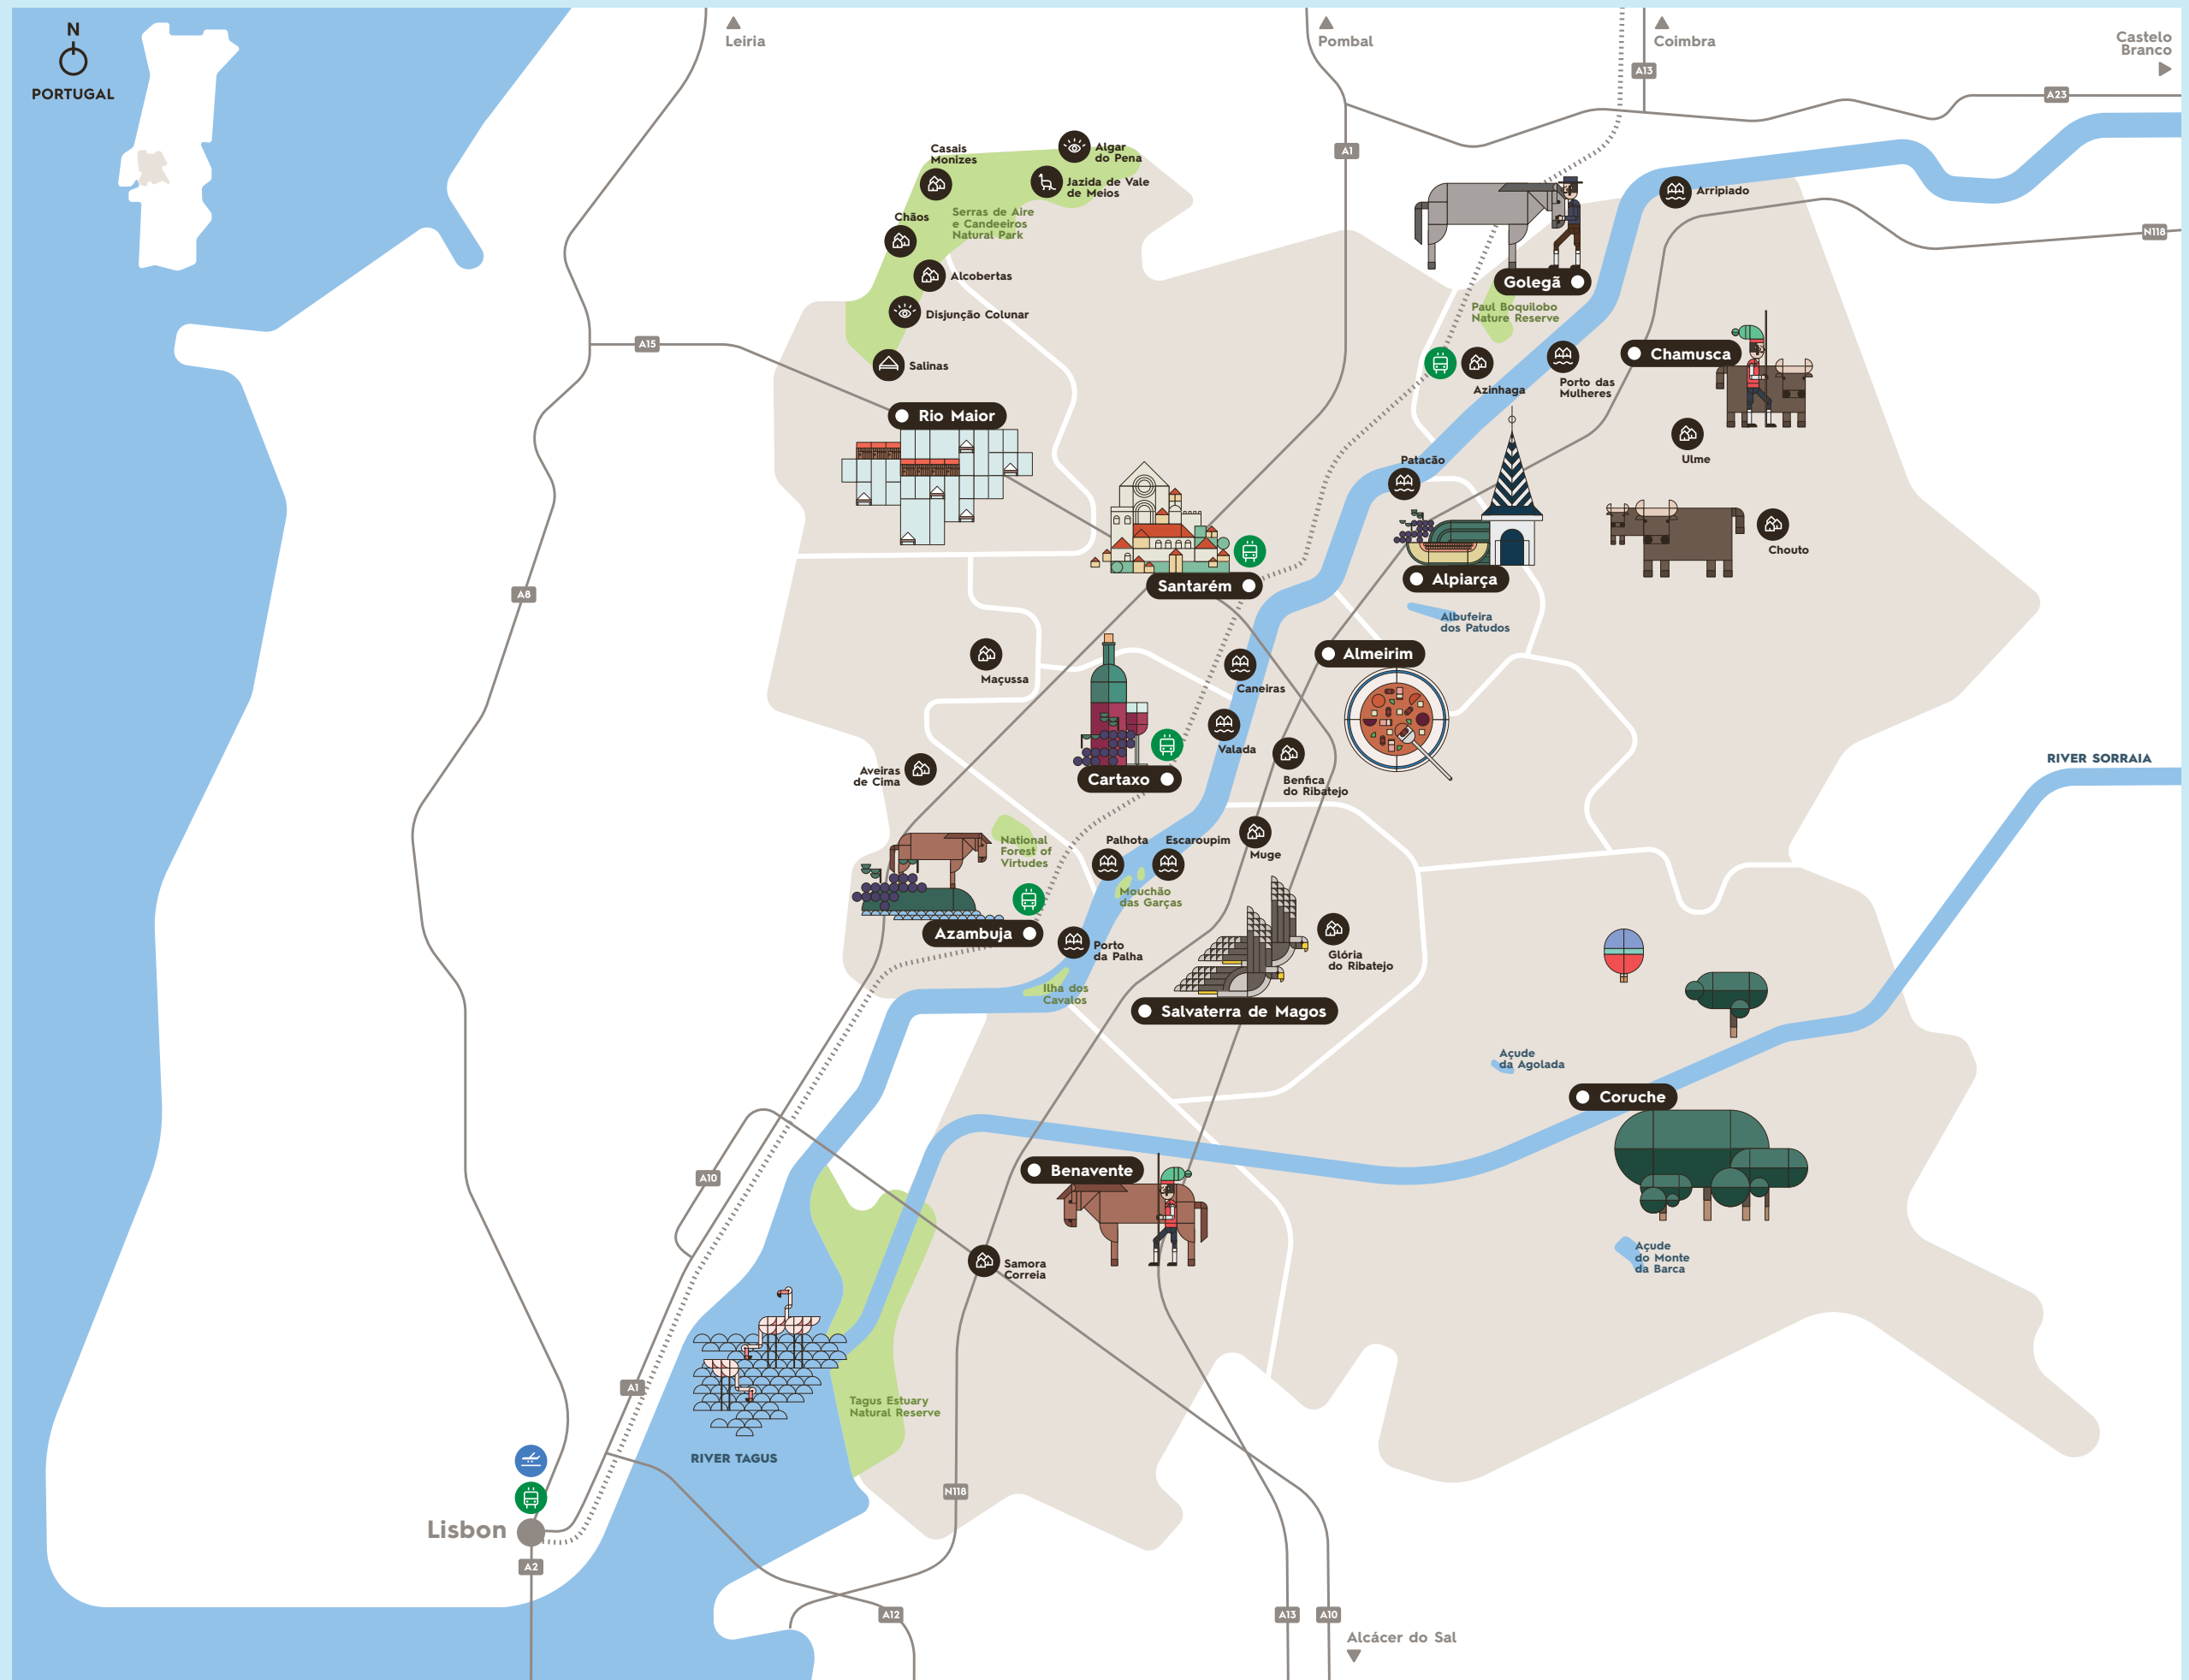 N
PORTUGAL
Leiria
Pombal
Coimbra
Castelo
Branco
A13
A23
A1
N118
A15
A8
Casais
Monizes
Algar
do Pena
Jazida de Vale
de Meios
Chãos
Serras de Aire
e Candeeiros
Natural Park
Alcobertas
Disjunção Colunar
Salinas
Rio Maior
Arripiado
Golegã
Paul Boquilobo
Nature Reserve
Azinhaga
Porto das
Mulheres
Chamusca
Ulme
Chouto
Patacão
Alpiarça
Albufeira
dos Patudos
Santarém
Almeirim
Maçussa
Caneiras
Valada
Cartaxo
Benfica
do Ribatejo
Aveiras
de Cima
RIVER SORRAIA
National
Forest of
Virtudes
Palhota
Escaroupim
Muge
Mouchão
das Garças
Azambuja
Porto
da Palha
Glória
do Ribatejo
Ilha dos
Cavalos
Salvaterra de Magos
Açude
da Agolada
Coruche
A10
Benavente
Samora
Correia
Açude
do Monte
da Barca
A1
Tagus Estuary
Natural Reserve
RIVER TAGUS
N118
Lisbon
A2
A12
A13
A10
Alcácer do Sal